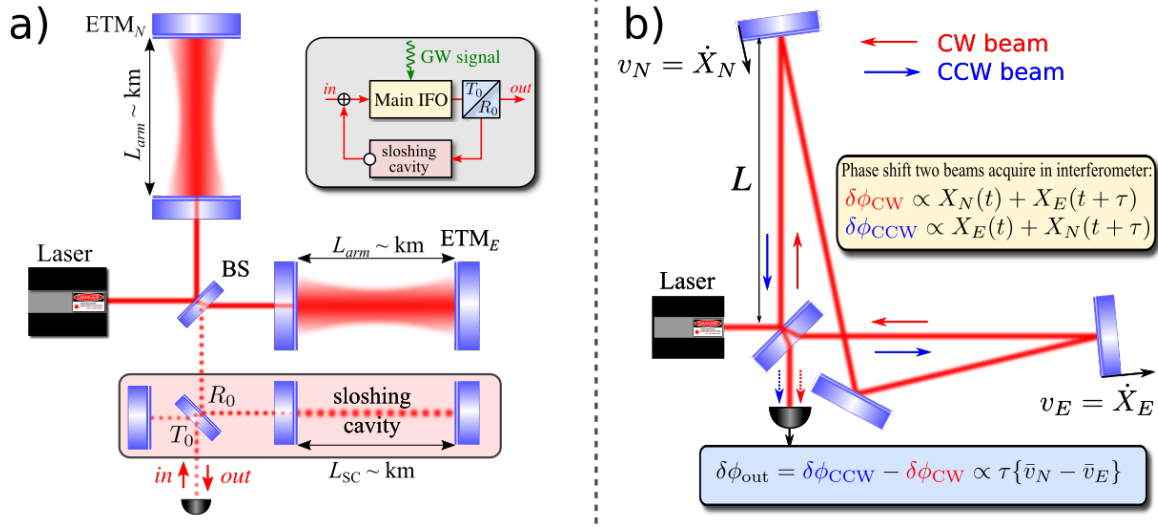 a)
ETM_N
L_arm ~ km
GW signal
in
Main IFO
T_0
R_0
out
sloshing
cavity
Laser
DANGER
BS
L_arm ~ km
ETM_E
R_0
T_0
sloshing
cavity
L_SC ~ km
in
out
b)
v_N = Ẋ_N
CW beam
CCW beam
L
Phase shift two beams acquire in interferometer:
δϕ_CW ∝ X_N(t) + X_E(t + τ)
δϕ_CCW ∝ X_E(t) + X_N(t + τ)
Laser
DANGER
v_E = Ẋ_E
δϕ_out = δϕ_CCW − δϕ_CW ∝ τ{v̄_N − v̄_E}